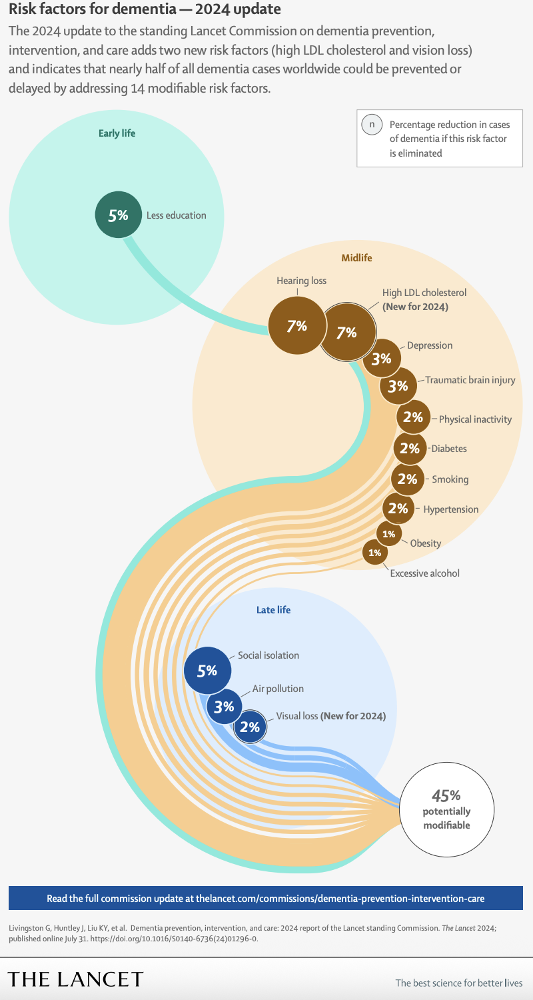 Risk factors for dementia — 2024 update
The 2024 update to the standing Lancet Commission on dementia prevention,
intervention, and care adds two new risk factors (high LDL cholesterol and vision loss)
and indicates that nearly half of all dementia cases worldwide could be prevented or
delayed by addressing 14 modifiable risk factors.
n
Percentage reduction in cases
of dementia if this risk factor
is eliminated
Early life
5%
Less education
Midlife
Hearing loss
7%
High LDL cholesterol
(New for 2024)
7%
Depression
3%
Traumatic brain injury
3%
Physical inactivity
2%
Diabetes
2%
Smoking
2%
Hypertension
2%
Obesity
1%
Excessive alcohol
1%
Late life
Social isolation
5%
Air pollution
3%
Visual loss (New for 2024)
2%
45%
potentially
modifiable
Read the full commission update at thelancet.com/commissions/dementia-prevention-intervention-care
Livingston G, Huntley J, Liu KY, et al. Dementia prevention, intervention, and care: 2024 report of the Lancet standing Commission. The Lancet 2024;
published online July 31. https://doi.org/10.1016/S0140-6736(24)01296-0.
THE LANCET
The best science for better lives